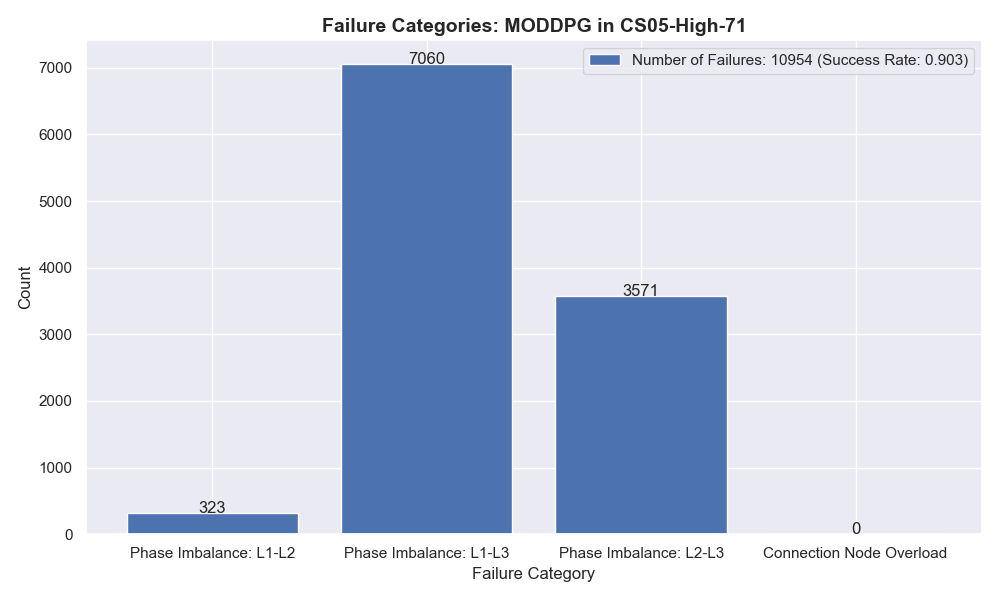 Failure Categories: MODDPG in CS05-High-71
Number of Failures: 10954 (Success Rate: 0.903)
7000
6000
5000
4000
3000
2000
1000
0
Count
323
7060
3571
0
Phase Imbalance: L1-L2
Phase Imbalance: L1-L3
Phase Imbalance: L2-L3
Connection Node Overload
Failure Category